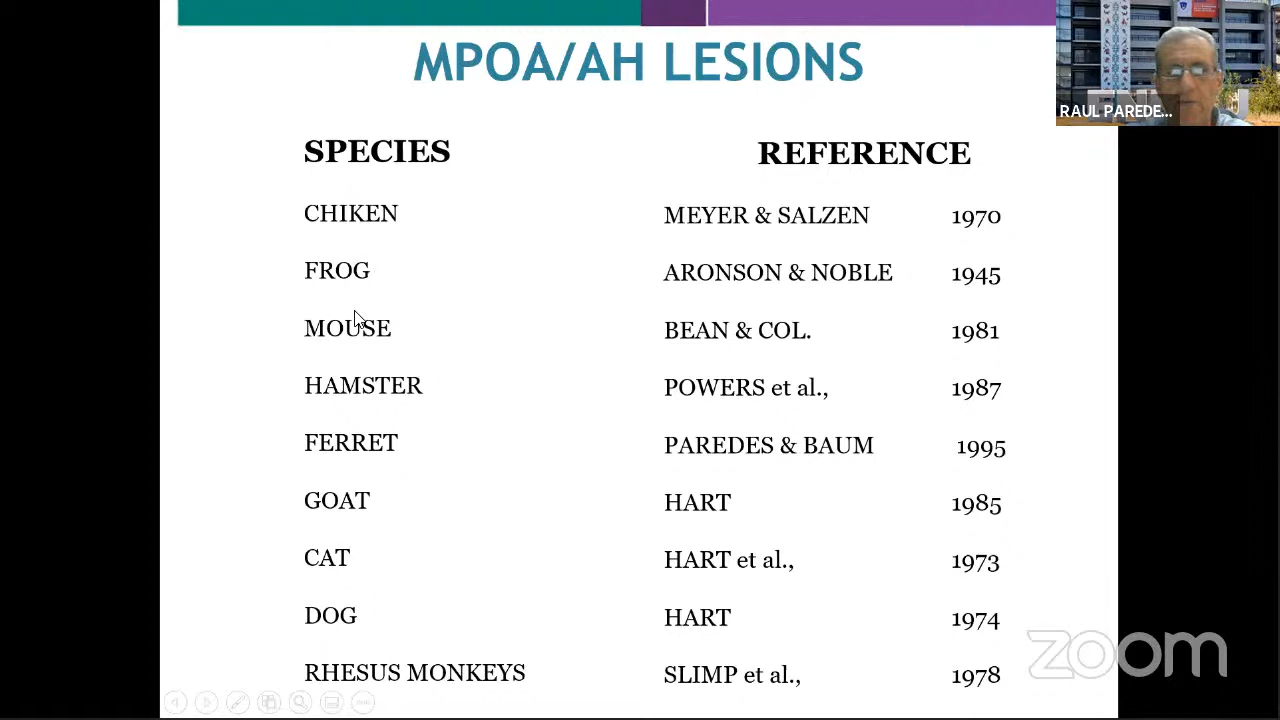 MPOA/AH LESIONS
RAUL PAREDE...
SPECIES REFERENCE
CHIKEN MEYER & SALZEN 1970
FROG ARONSON & NOBLE 1945
MOUSE BEAN & COL. 1981
HAMSTER POWERS et al., 1987
FERRET PAREDES & BAUM 1995
GOAT HART 1985
CAT HART et al., 1973
DOG HART 1974
RHESUS MONKEYS SLIMP et al., 1978
zoom